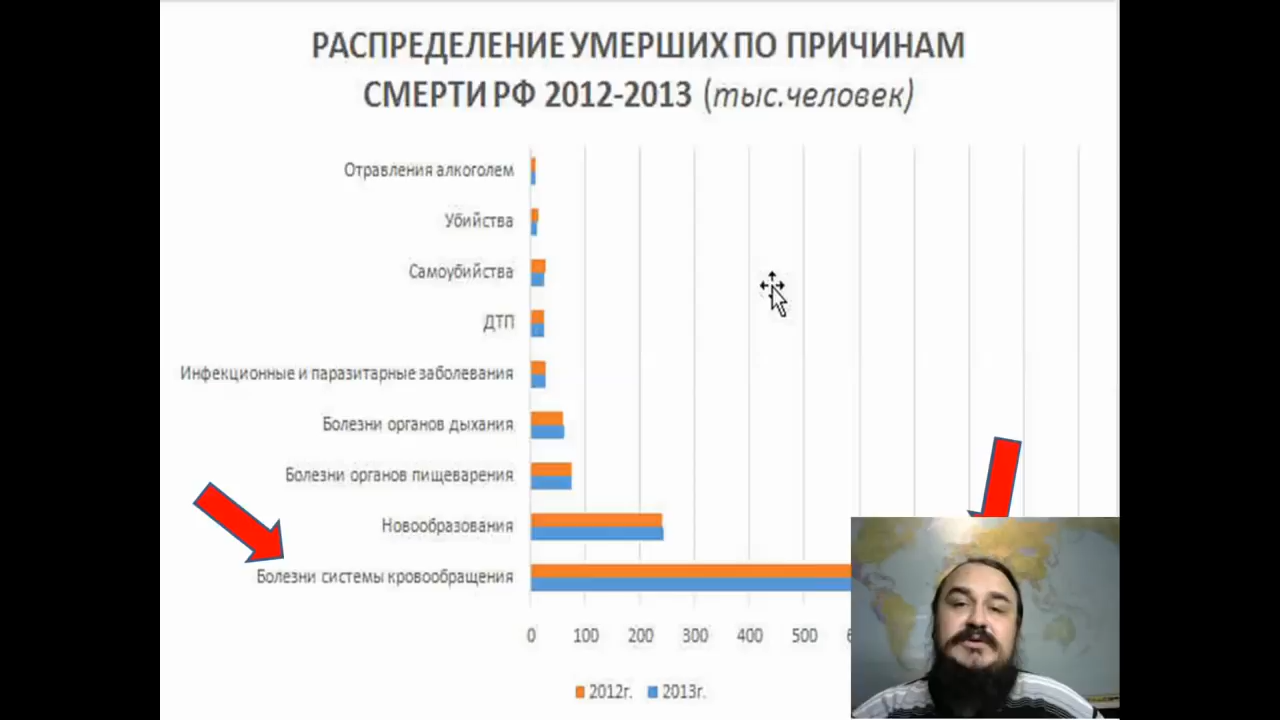 РАСПРЕДЕЛЕНИЕ УМЕРШИХ ПО ПРИЧИНАМ
СМЕРТИ РФ 2012-2013 (тыс.человек)
Отравления алкоголем
Убийства
Самоубийства
ДТП
Инфекционные и паразитарные заболевания
Болезни органов дыхания
Болезни органов пищеварения
Новообразования
Болезни системы кровообращения
0 100 200 300 400 500
2012г. 2013г.